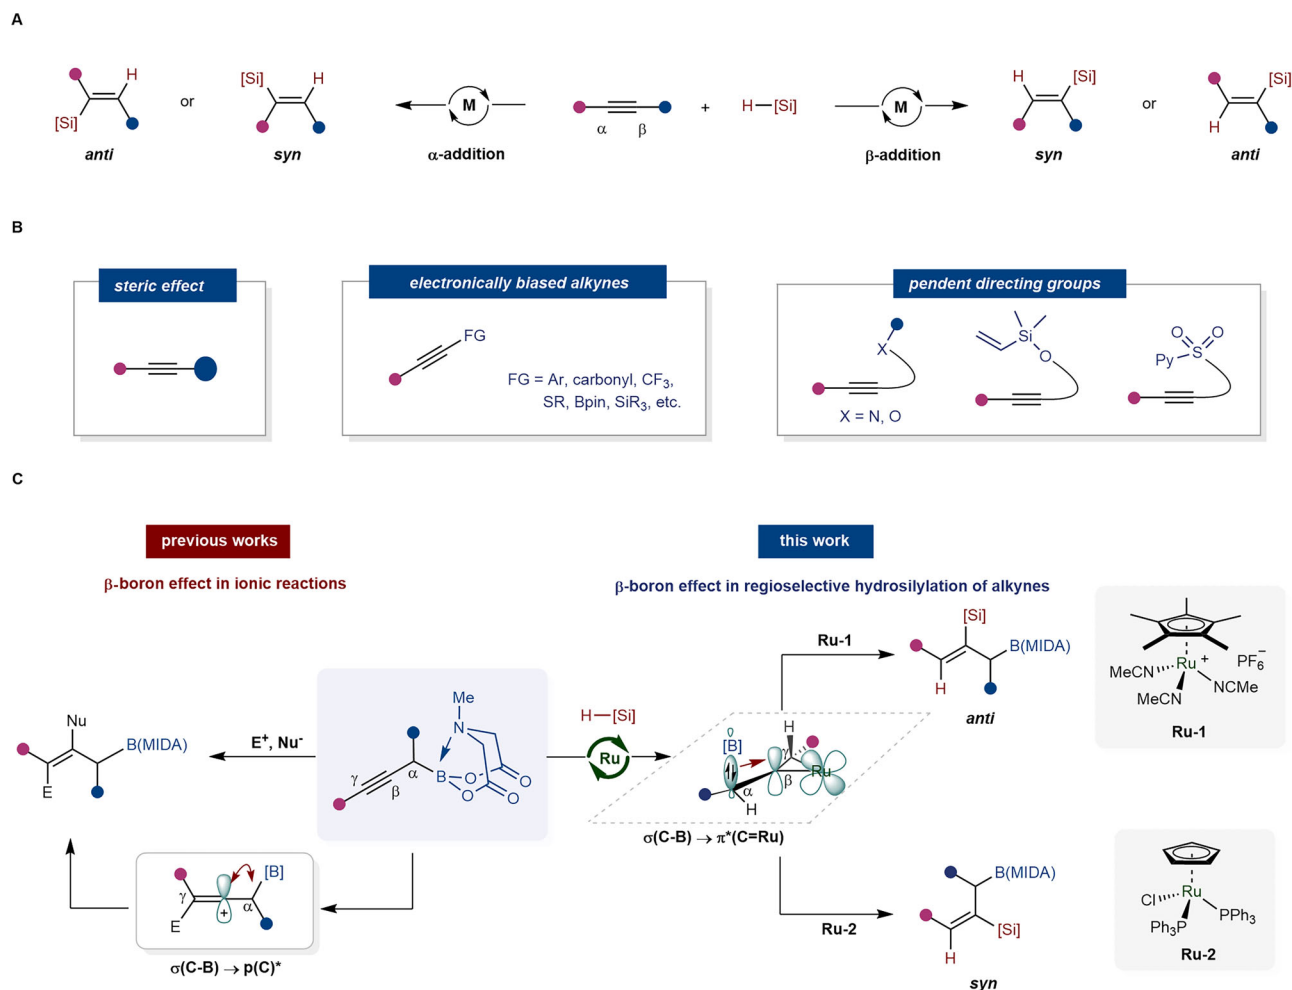 A
H
[Si]
anti
or
[Si]
H
syn
M
α-addition
α
β
+
H—[Si]
M
β-addition
H
[Si]
syn
or
[Si]
H
anti
B
steric effect
electronically biased alkynes
FG
FG = Ar, carbonyl, CF3,
SR, Bpin, SiR3, etc.
pendent directing groups
X
X = N, O
Si
O
O
O
S
Py
C
previous works
β-boron effect in ionic reactions
this work
β-boron effect in regioselective hydrosilylation of alkynes
Nu
B(MIDA)
E
E+, Nu-
Me
N
γ
β
α
B
O
O
O
O
H—[Si]
Ru
[B]
γ
α
+
E
σ(C-B) → p(C)*
H
[B]
γ
β
Ru
α
H
σ(C-B) → π*(C=Ru)
Ru-1
[Si]
B(MIDA)
H
anti
Ru-2
B(MIDA)
[Si]
H
syn
Ru +
PF6−
MeCN
MeCN
NCMe
Ru-1
Ru
Cl
Ph3P
PPh3
Ru-2